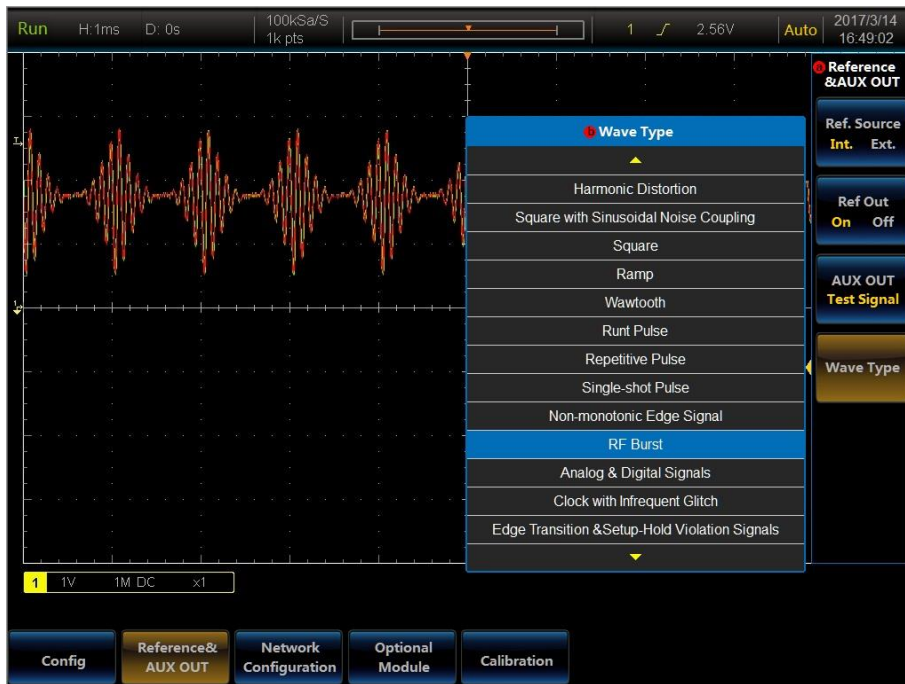 Run H:1ms D: 0s 100kSa/S 1 2.56V Auto 2017/3/14
1k pts 16:49:02
a Reference
&AUX OUT
Ref. Source
Int. Ext.
Ref Out
On Off
AUX OUT
Test Signal
Wave Type
b Wave Type
Harmonic Distortion
Square with Sinusoidal Noise Coupling
Square
Ramp
Wawtooth
Runt Pulse
Repetitive Pulse
Single-shot Pulse
Non-monotonic Edge Signal
RF Burst
Analog & Digital Signals
Clock with Infrequent Glitch
Edge Transition &Setup-Hold Violation Signals
T
1
1 1V 1M DC x1
Config
Reference&
AUX OUT
Network
Configuration
Optional
Module
Calibration